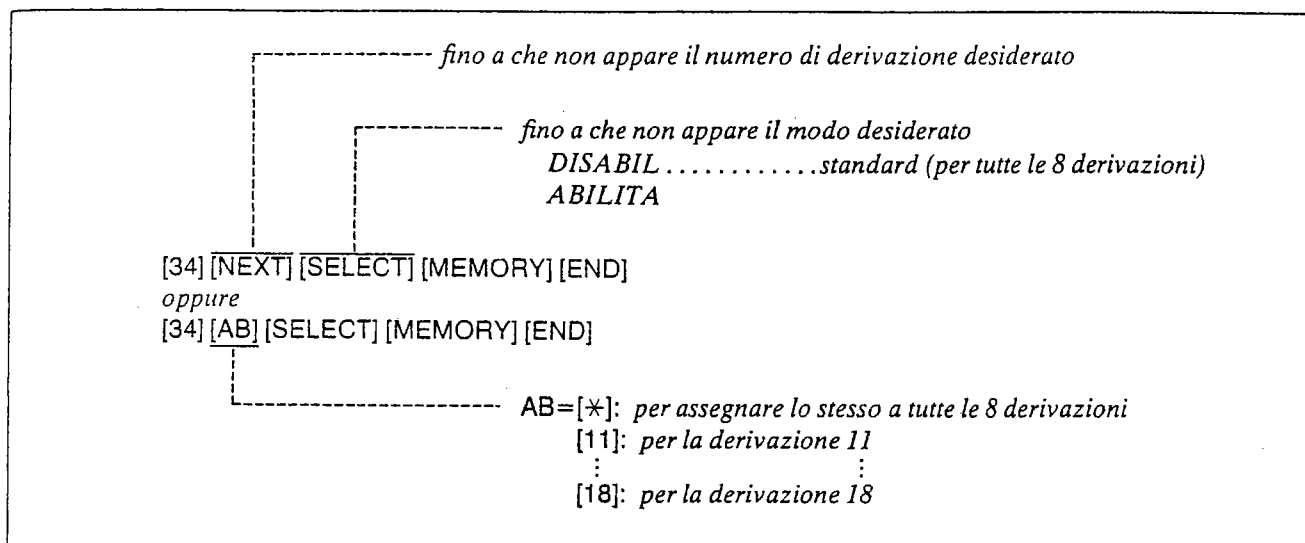 fino a che non appare il numero di derivazione desiderato
fino a che non appare il modo desiderato
DISABIL ............. standard (per tutte le 8 derivazioni)
ABILITA
[34] [NEXT] [SELECT] [MEMORY] [END]
oppure
[34] [AB] [SELECT] [MEMORY] [END]
AB=[✳]: per assegnare lo stesso a tutte le 8 derivazioni
[11]: per la derivazione 11
⋮ ⋮
[18]: per la derivazione 18